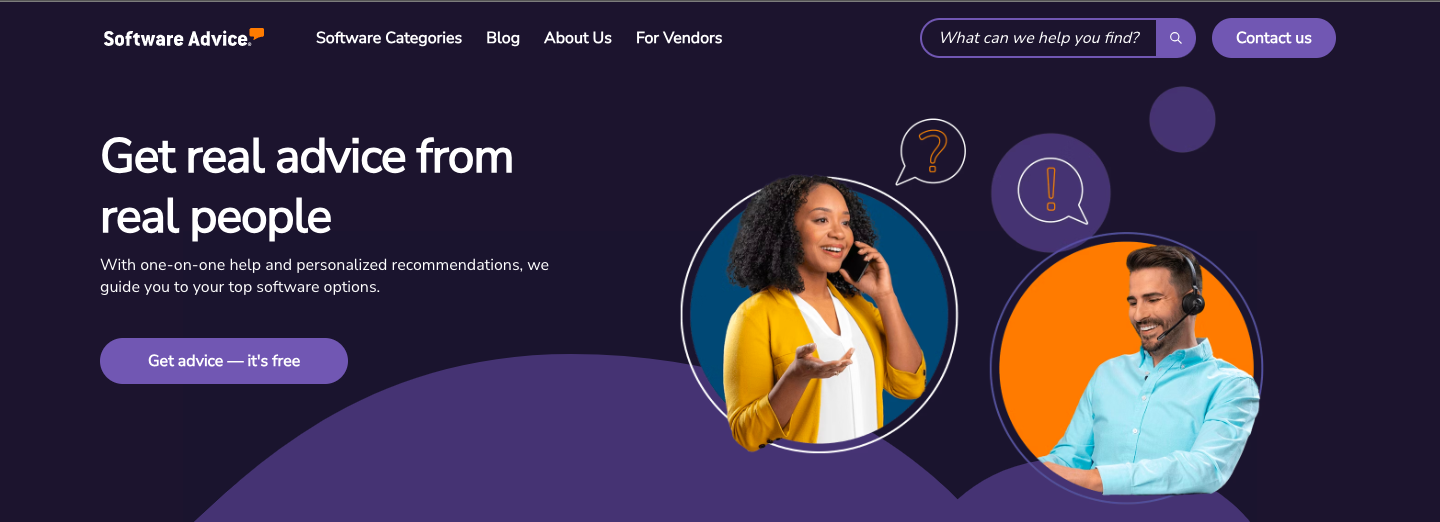 Software Advice®
Software Categories
Blog
About Us
For Vendors
What can we help you find?
Contact us
Get real advice from
real people
With one-on-one help and personalized recommendations, we
guide you to your top software options.
Get advice — it's free
?
!